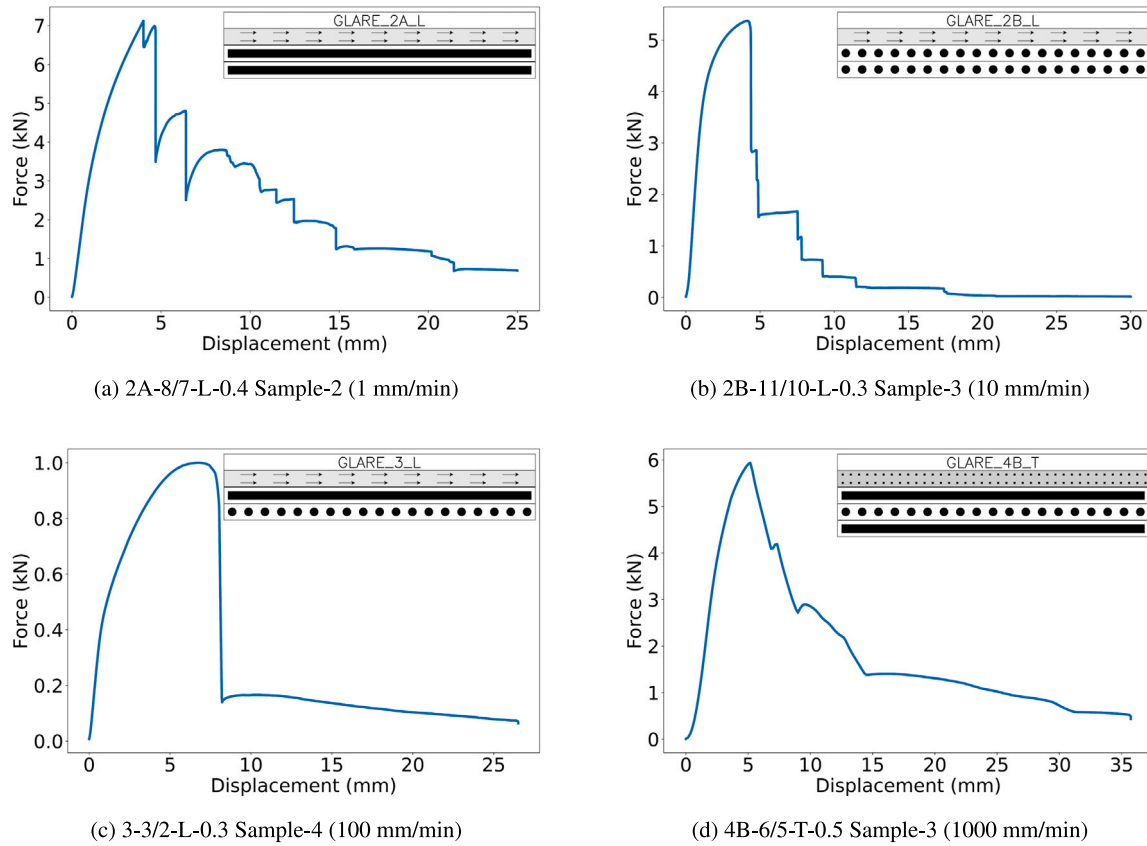 GLARE_2A_L
Force (kN)
7
6
5
4
3
2
1
0
0 5 10 15 20 25
Displacement (mm)
(a) 2A-8/7-L-0.4 Sample-2 (1 mm/min)
GLARE_2B_L
Force (kN)
5
4
3
2
1
0
0 5 10 15 20 25 30
Displacement (mm)
(b) 2B-11/10-L-0.3 Sample-3 (10 mm/min)
GLARE_3_L
Force (kN)
1.0
0.8
0.6
0.4
0.2
0.0
0 5 10 15 20 25
Displacement (mm)
(c) 3-3/2-L-0.3 Sample-4 (100 mm/min)
GLARE_4B_T
Force (kN)
6
5
4
3
2
1
0
0 5 10 15 20 25 30 35
Displacement (mm)
(d) 4B-6/5-T-0.5 Sample-3 (1000 mm/min)